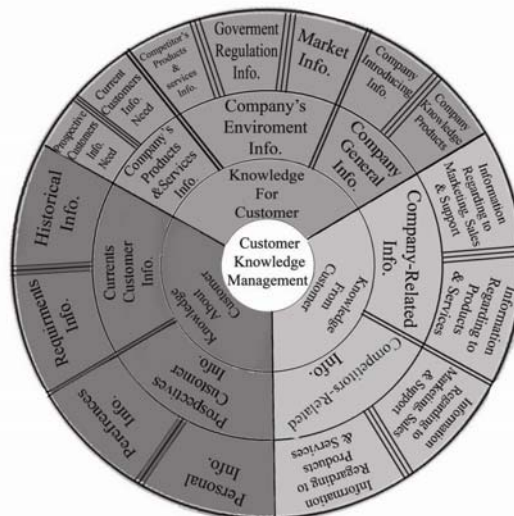 Customer
Knowledge
Management
Knowledge
For
Customer
Company's
Products
&Services
Info.
Prospective
Customers
Info.
Need
Current
Customers
Info.
Need
Company's
Enviroment
Info.
Competitor's
Products
&
services
Info.
Goverment
Regulation
Info.
Market
Info.
Company
General
Info.
Company
Introducing
Info.
Company
Knowledge
Products
Knowledge
From
Customer
Company-Related
Info.
Information
Regarding to
Marketing, Sales
& Support
Information
Regarding to
Products
& Services
Competitors-Related
Info.
Information
Regarding to
Marketing, Sales
& Support
Information
Regarding to
Products
& Services
Knowledge
About
Customer
Prospectives
Customer
Info.
Personal
Info.
Perefrences
Info.
Currents
Customer
Info.
Requirments
Info.
Historical
Info.